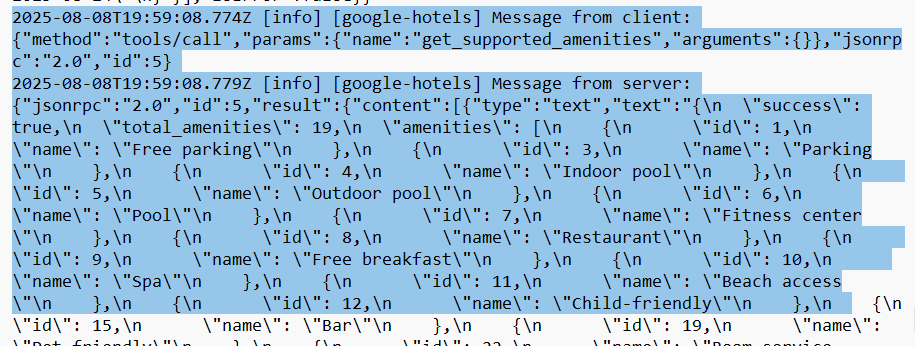 2025-08-08T19:59:08.774Z [info] [google-hotels] Message from client:
{"method":"tools/call","params":{"name":"get_supported_amenities","arguments":{}},"jsonrp
c":"2.0","id":5}
2025-08-08T19:59:08.779Z [info] [google-hotels] Message from server:
{"jsonrpc":"2.0","id":5,"result":{"content":[{"type":"text","text":"{\n  \"success\":
true,\n  \"total_amenities\": 19,\n  \"amenities\": [\n    {\n      \"id\": 1,\n
\"name\": \"Free parking\"\n    },\n    {\n      \"id\": 3,\n      \"name\": \"Parking
\"\n    },\n    {\n      \"id\": 4,\n      \"name\": \"Indoor pool\"\n    },\n    {\n
\"id\": 5,\n      \"name\": \"Outdoor pool\"\n    },\n    {\n      \"id\": 6,\n
\"name\": \"Pool\"\n    },\n    {\n      \"id\": 7,\n      \"name\": \"Fitness center
\"\n    },\n    {\n      \"id\": 8,\n      \"name\": \"Restaurant\"\n    },\n    {\n
\"id\": 9,\n      \"name\": \"Free breakfast\"\n    },\n    {\n      \"id\": 10,\n
\"name\": \"Spa\"\n    },\n    {\n      \"id\": 11,\n      \"name\": \"Beach access
\"\n    },\n    {\n      \"id\": 12,\n      \"name\": \"Child-friendly\"\n    },\n    {\n
\"id\": 15,\n      \"name\": \"Bar\"\n    },\n    {\n      \"id\": 19,\n      \"name\":